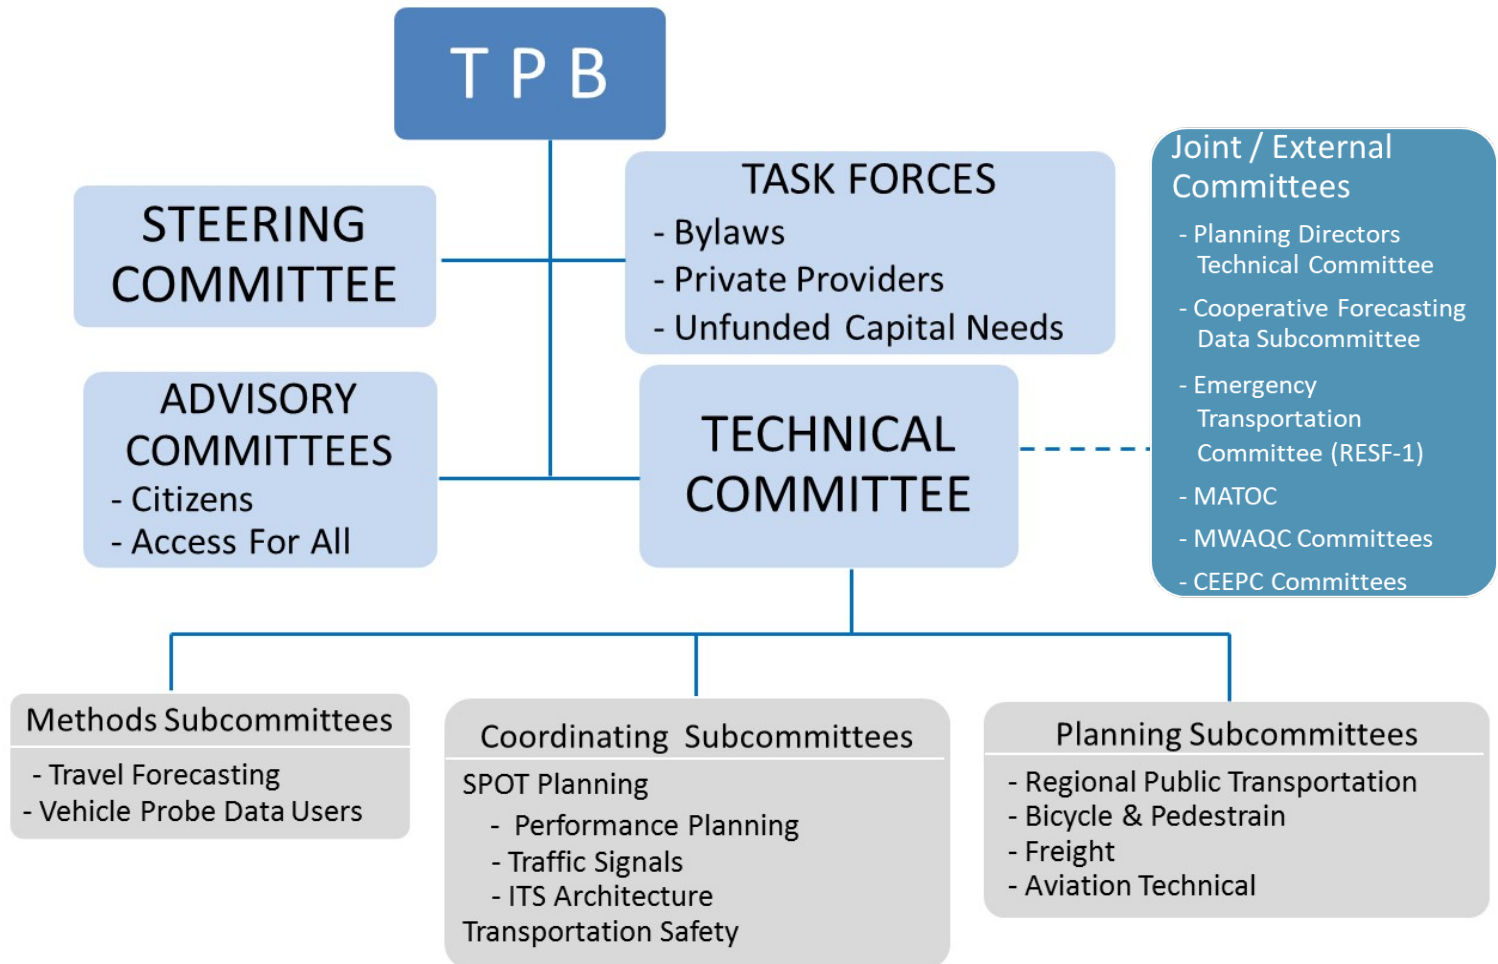 T P B
STEERING
COMMITTEE
TASK FORCES
- Bylaws
- Private Providers
- Unfunded Capital Needs
Joint / External
Committees
- Planning Directors
Technical Committee
- Cooperative Forecasting
Data Subcommittee
- Emergency
Transportation
Committee (RESF-1)
- MATOC
- MWAQC Committees
- CEEPC Committees
ADVISORY
COMMITTEES
- Citizens
- Access For All
TECHNICAL
COMMITTEE
Methods Subcommittees
- Travel Forecasting
- Vehicle Probe Data Users
Coordinating Subcommittees
SPOT Planning
- Performance Planning
- Traffic Signals
- ITS Architecture
Transportation Safety
Planning Subcommittees
- Regional Public Transportation
- Bicycle & Pedestrain
- Freight
- Aviation Technical